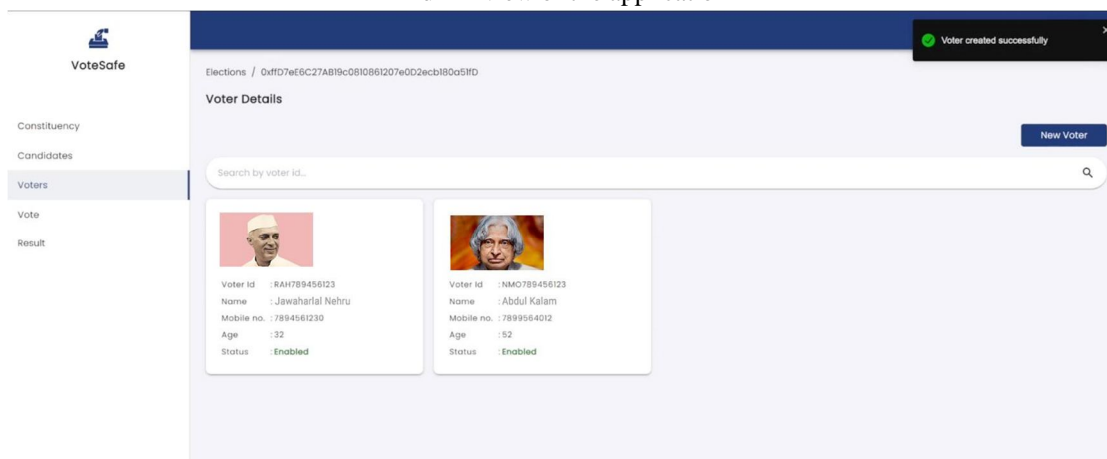 VoteSafe
Constituency
Candidates
Voters
Vote
Result
Voter created successfully
Elections / 0xffD7eE6C27AB19c0810861207e0D2ecb180a51fD
Voter Details
New Voter
Search by voter id...
Voter Id : RAH789456123
Name : Jawaharlal Nehru
Mobile no. : 7894561230
Age : 32
Status : Enabled
Voter Id : NMO789456123
Name : Abdul Kalam
Mobile no. : 7899564012
Age : 52
Status : Enabled